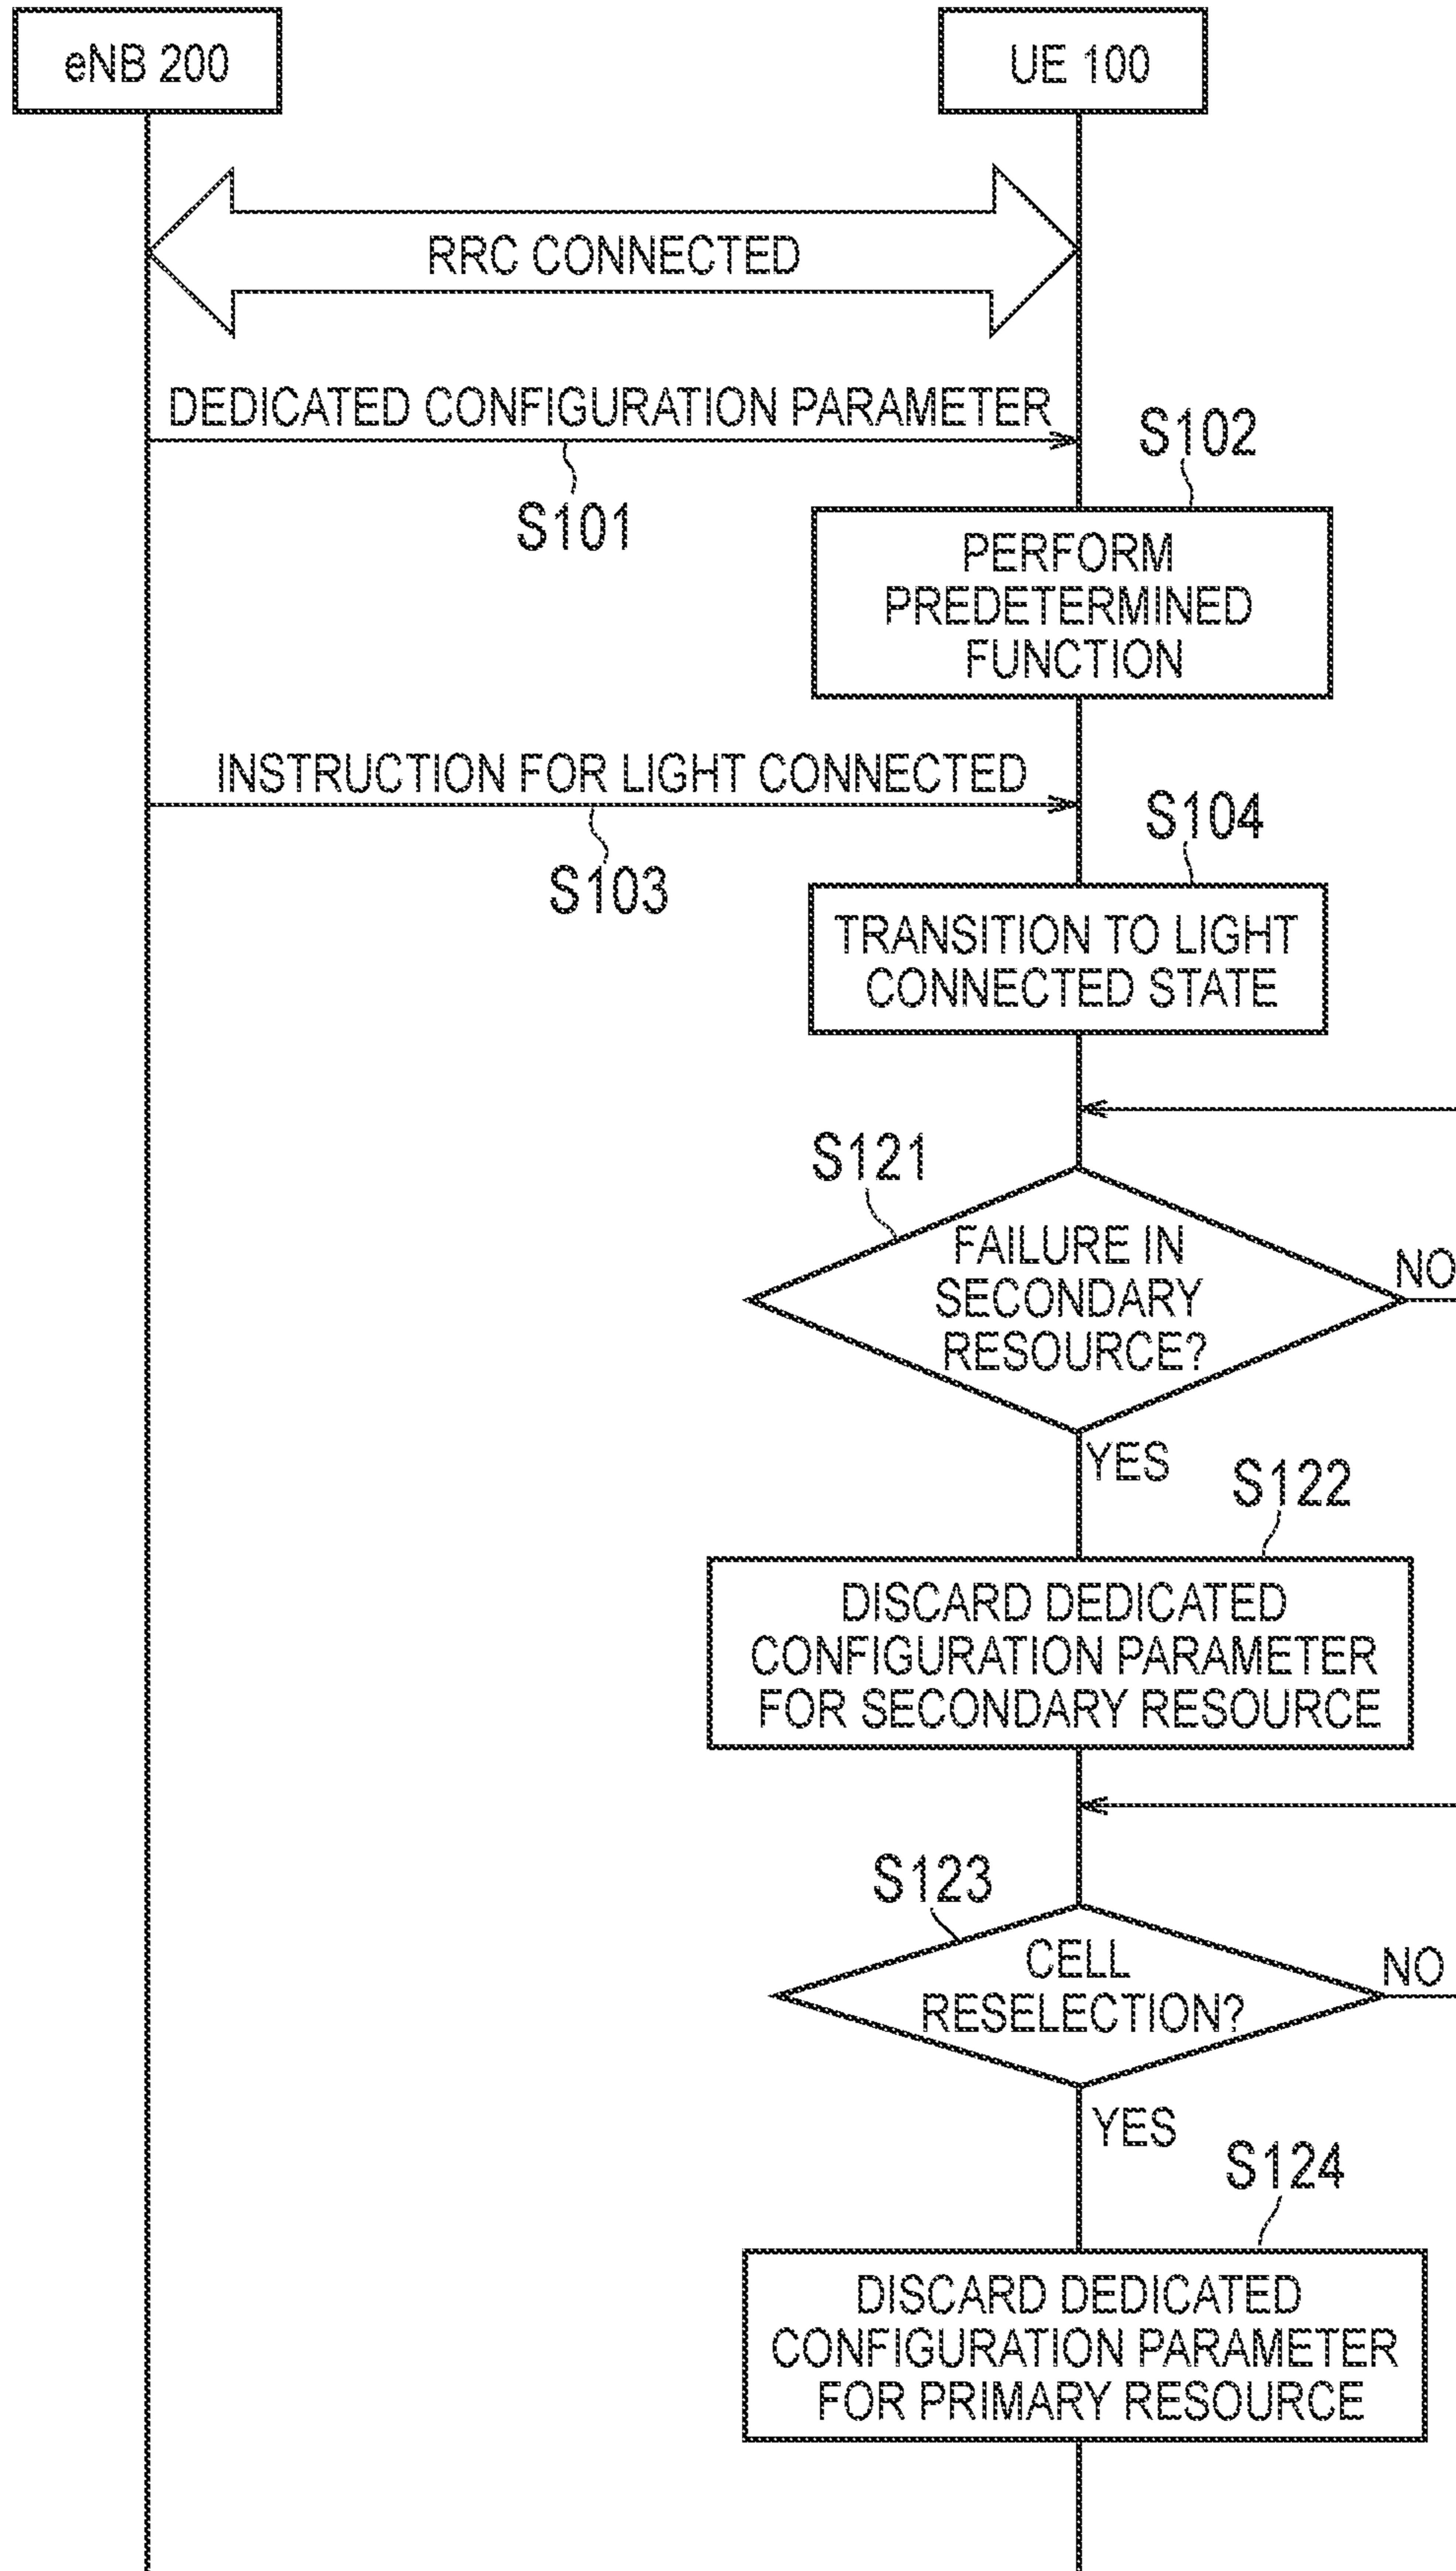 eNB 200
UE 100
RRC CONNECTED
DEDICATED CONFIGURATION PARAMETER
S101
S102
PERFORM
PREDETERMINED
FUNCTION
INSTRUCTION FOR LIGHT CONNECTED
S103
S104
TRANSITION TO LIGHT
CONNECTED STATE
S121
FAILURE IN
SECONDARY
RESOURCE?
NO
YES
S122
DISCARD DEDICATED
CONFIGURATION PARAMETER
FOR SECONDARY RESOURCE
S123
CELL
RESELECTION?
NO
YES
S124
DISCARD DEDICATED
CONFIGURATION PARAMETER
FOR PRIMARY RESOURCE